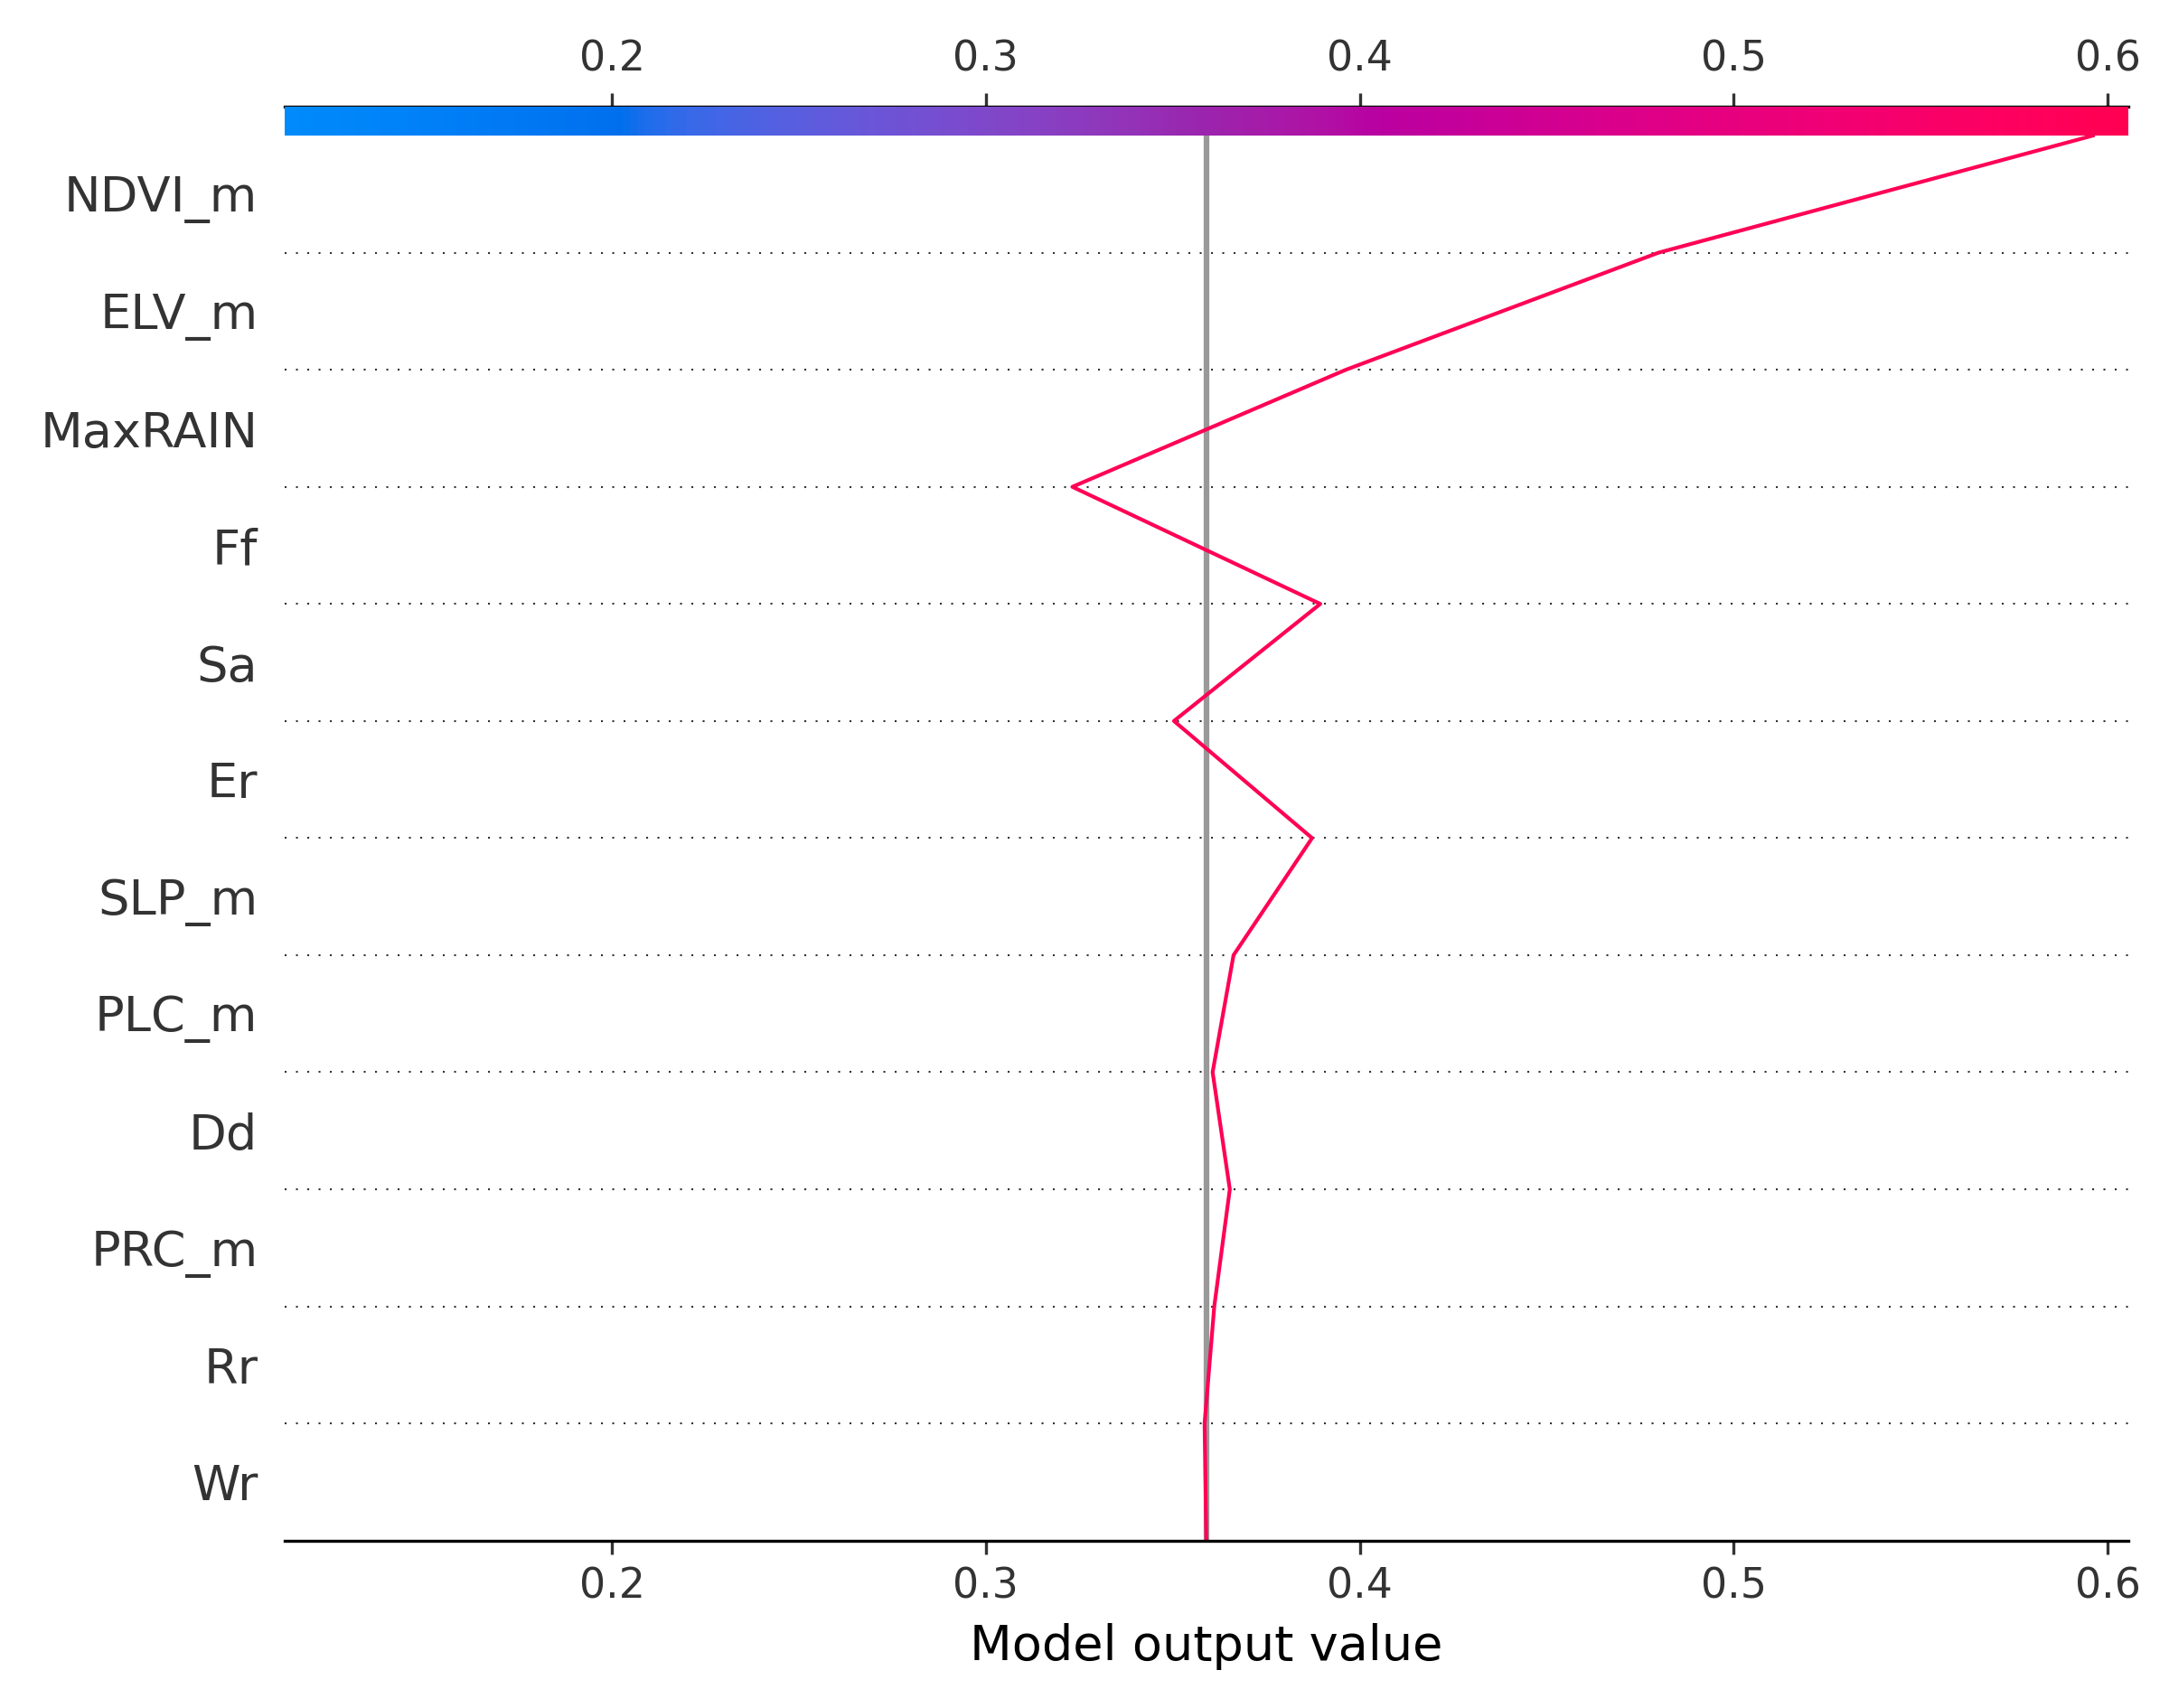 0.2 0.3 0.4 0.5 0.6
NDVI_m
ELV_m
MaxRAIN
Ff
Sa
Er
SLP_m
PLC_m
Dd
PRC_m
Rr
Wr
0.2 0.3 0.4 0.5 0.6
Model output value